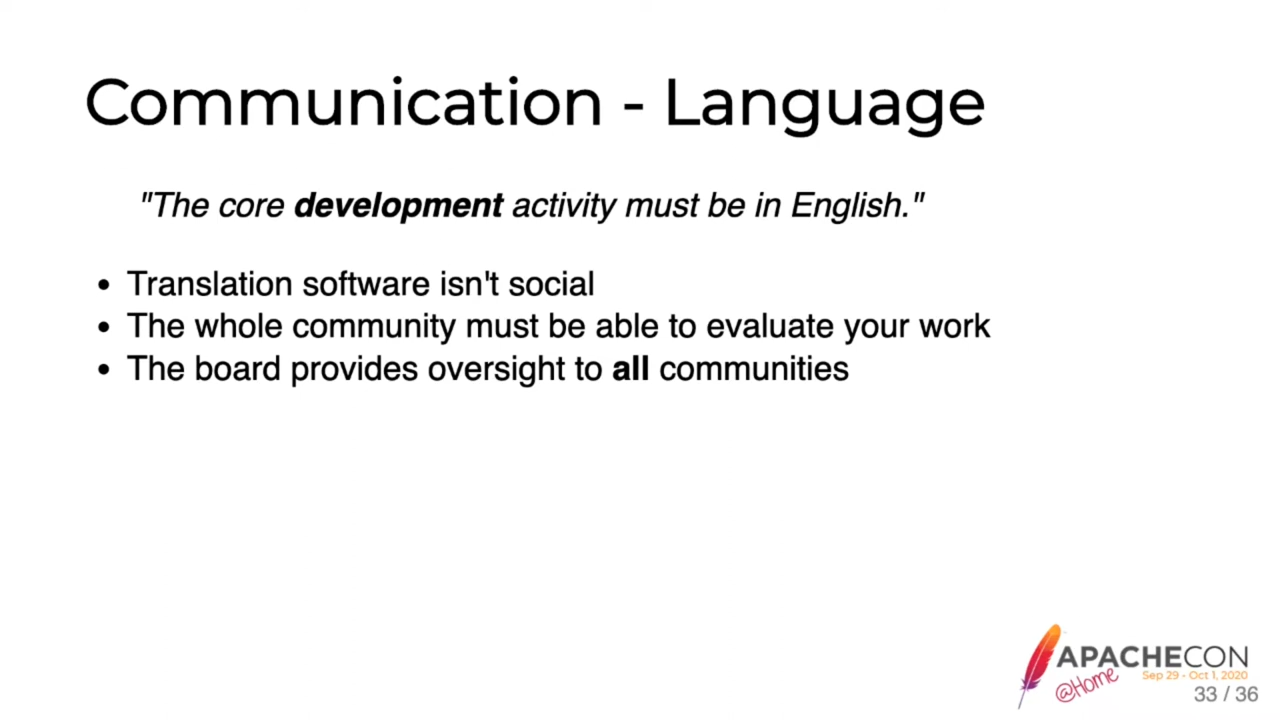 Communication - Language
"The core development activity must be in English."
• Translation software isn't social
• The whole community must be able to evaluate your work
• The board provides oversight to all communities
APACHECON
@Home
Sep 29 - Oct 1, 2020
33 / 36